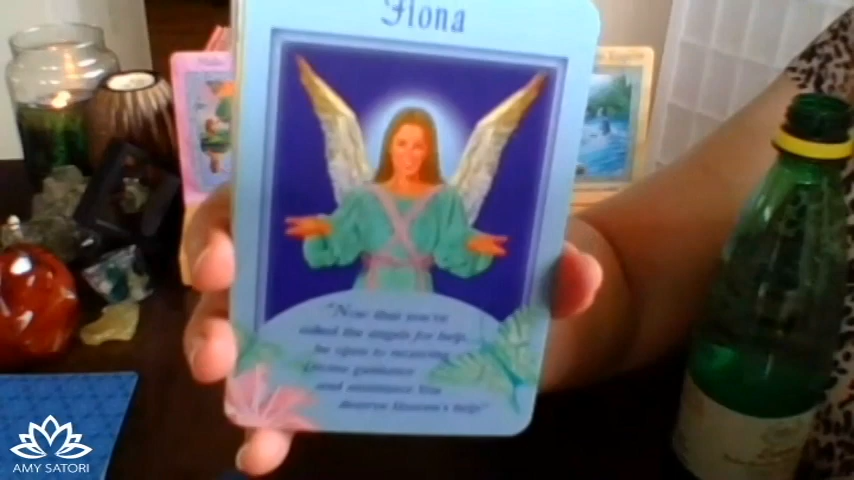 Fiona
"Now that you've
called the angels for help,
be open to receiving
Divine guidance
and assistance. You
deserve Heaven's help"
AMY SATORI